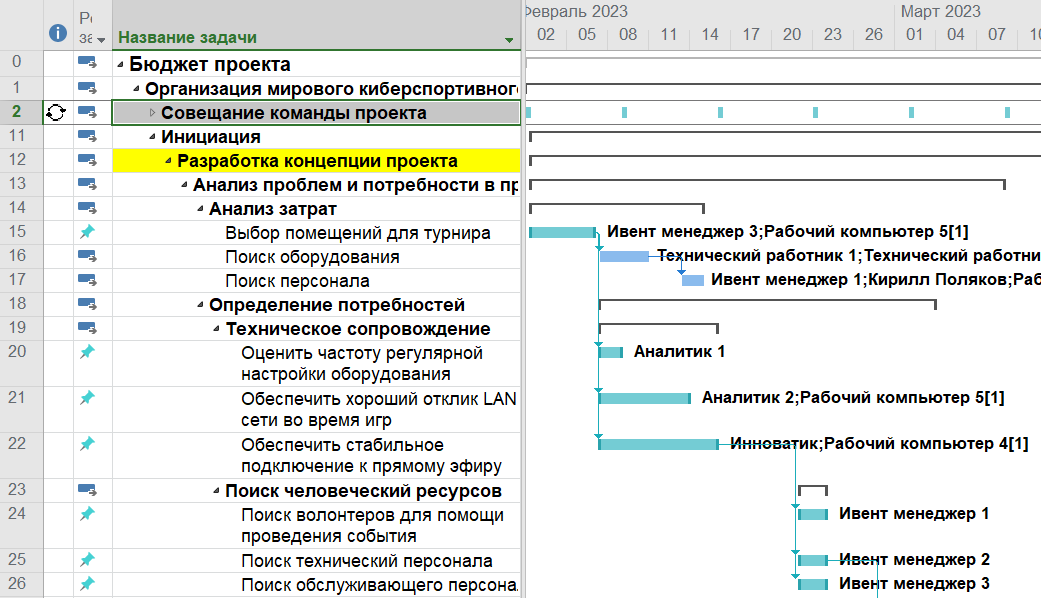 Февраль 2023 Март 2023
02 05 08 11 14 17 20 23 26 01 04 07
Название задачи
0 Бюджет проекта
1 Организация мирового киберспортивног
2 Совещание команды проекта
11 Инициация
12 Разработка концепции проекта
13 Анализ проблем и потребности в пр
14 Анализ затрат
15 Выбор помещений для турнира Ивент менеджер 3;Рабочий компьютер 5[1]
16 Поиск оборудования Технический работник 1;Технический работни
17 Поиск персонала Ивент менеджер 1;Кирилл Поляков;Раб
18 Определение потребностей
19 Техническое сопровождение
20 Оценить частоту регулярной Аналитик 1
настройки оборудования
21 Обеспечить хороший отклик LAN Аналитик 2;Рабочий компьютер 5[1]
сети во время игр
22 Обеспечить стабильное Инноватик;Рабочий компьютер 4[1]
подключение к прямому эфиру
23 Поиск человеческий ресурсов
24 Поиск волонтеров для помощи Ивент менеджер 1
проведения события
25 Поиск технический персонала Ивент менеджер 2
26 Поиск обслуживающего персона Ивент менеджер 3